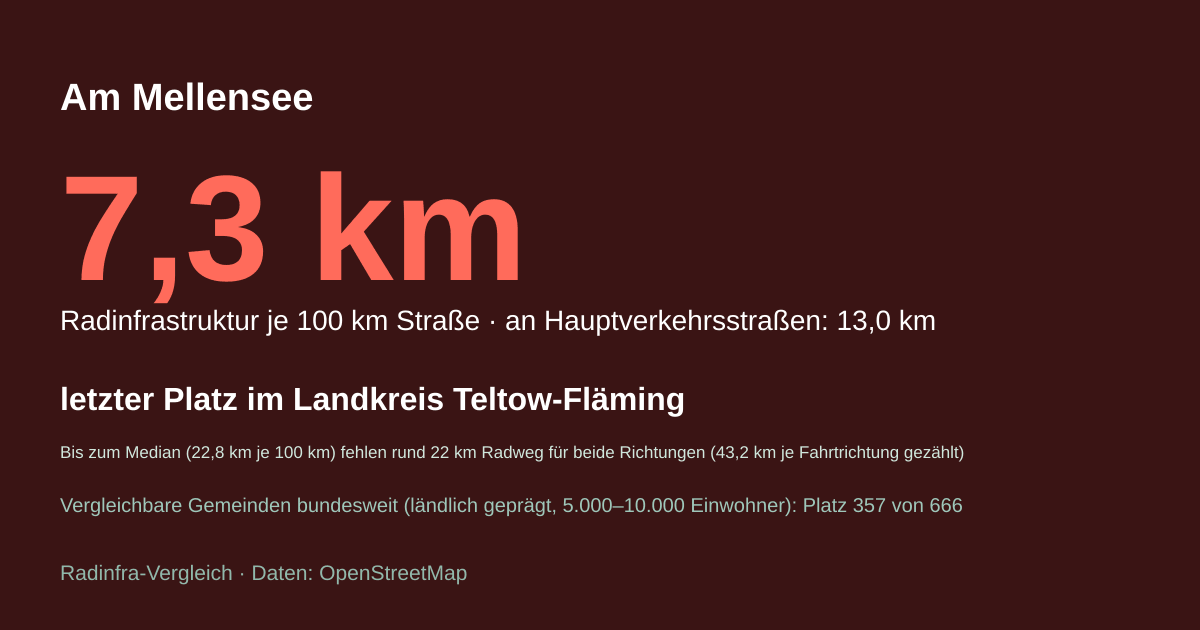 Am Mellensee
7,3 km
Radinfrastruktur je 100 km Straße · an Hauptverkehrsstraßen: 13,0 km
letzter Platz im Landkreis Teltow-Fläming
Bis zum Median (22,8 km je 100 km) fehlen rund 22 km Radweg für beide Richtungen (43,2 km je Fahrtrichtung gezählt)
Vergleichbare Gemeinden bundesweit (ländlich geprägt, 5.000–10.000 Einwohner): Platz 357 von 666
Radinfra-Vergleich · Daten: OpenStreetMap